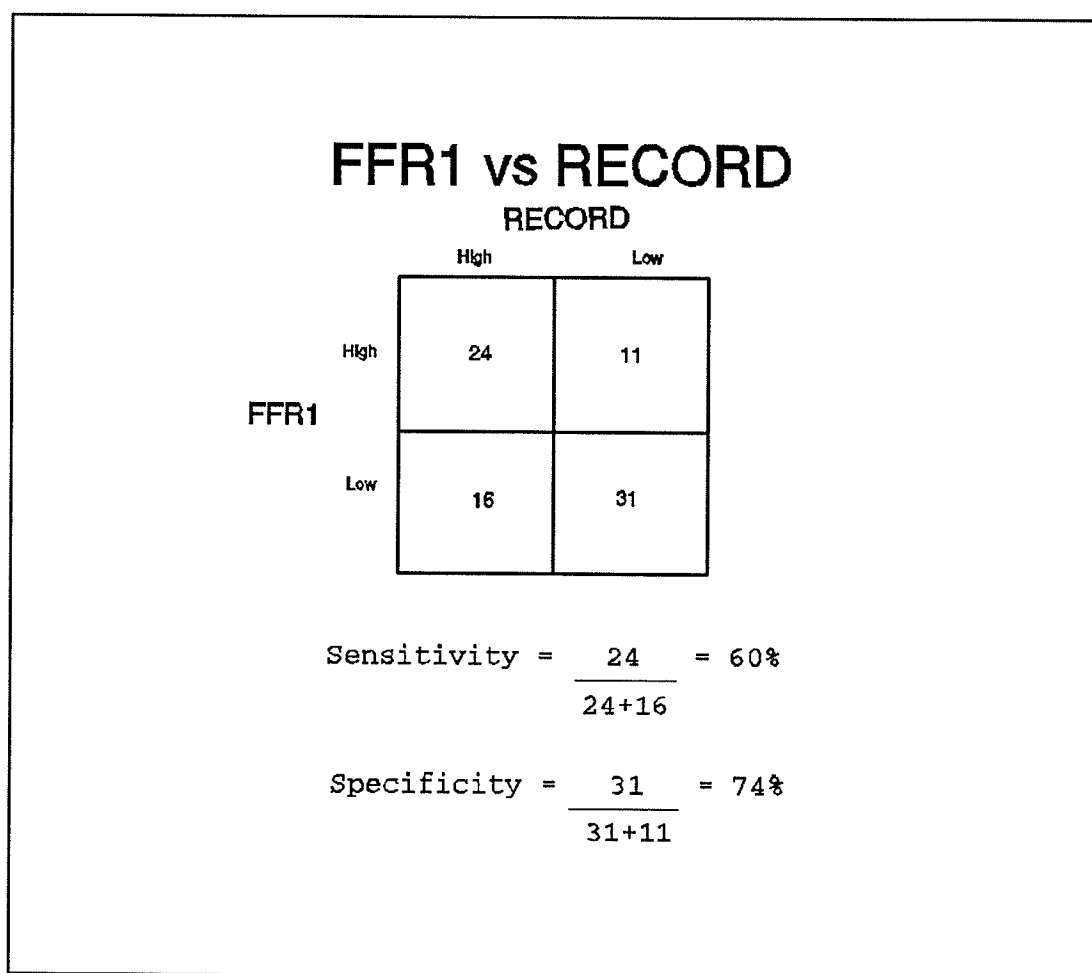 FFR1 vs RECORD
RECORD
High Low
High 24 11
FFR1
Low 16 31
Sensitivity = 24 = 60%
24+16
Specificity = 31 = 74%
31+11